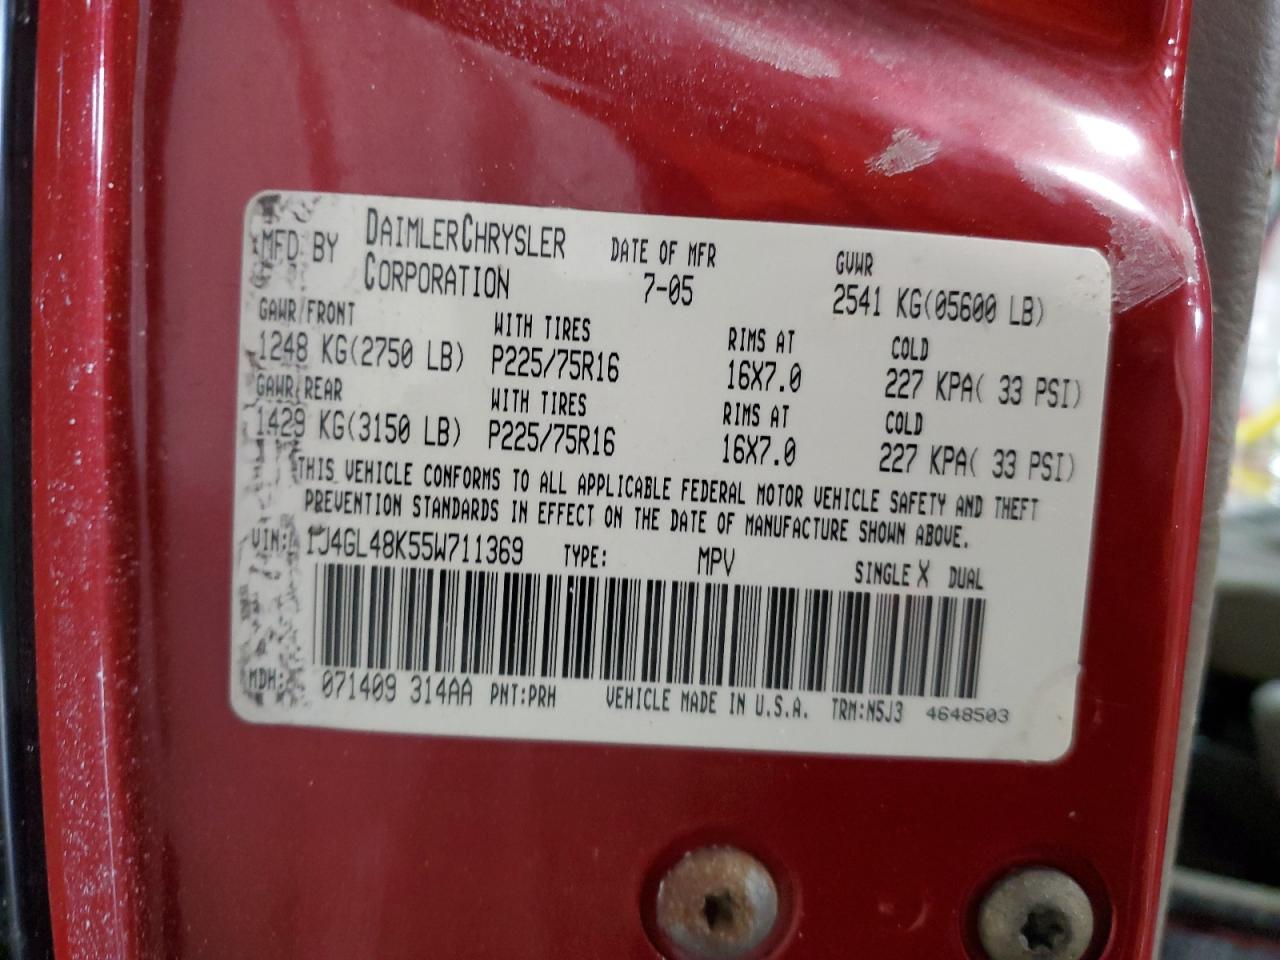 MFD BY DAIMLERCHRYSLER CORPORATION DATE OF MFR 7-05 GVWR 2541 KG(05600 LB)
GAWR/FRONT WITH TIRES RIMS AT COLD
1248 KG(2750 LB) P225/75R16 16X7.0 227 KPA( 33 PSI)
GAWR/REAR WITH TIRES RIMS AT COLD
1429 KG(3150 LB) P225/75R16 16X7.0 227 KPA( 33 PSI)
THIS VEHICLE CONFORMS TO ALL APPLICABLE FEDERAL MOTOR VEHICLE SAFETY AND THEFT
PREVENTION STANDARDS IN EFFECT ON THE DATE OF MANUFACTURE SHOWN ABOVE.
VIN: 1J4GL48K55W711369 TYPE: MPV SINGLE X DUAL
MDH: 071409 314AA PNT:PRH VEHICLE MADE IN U.S.A. TRM:N5J3 4648503